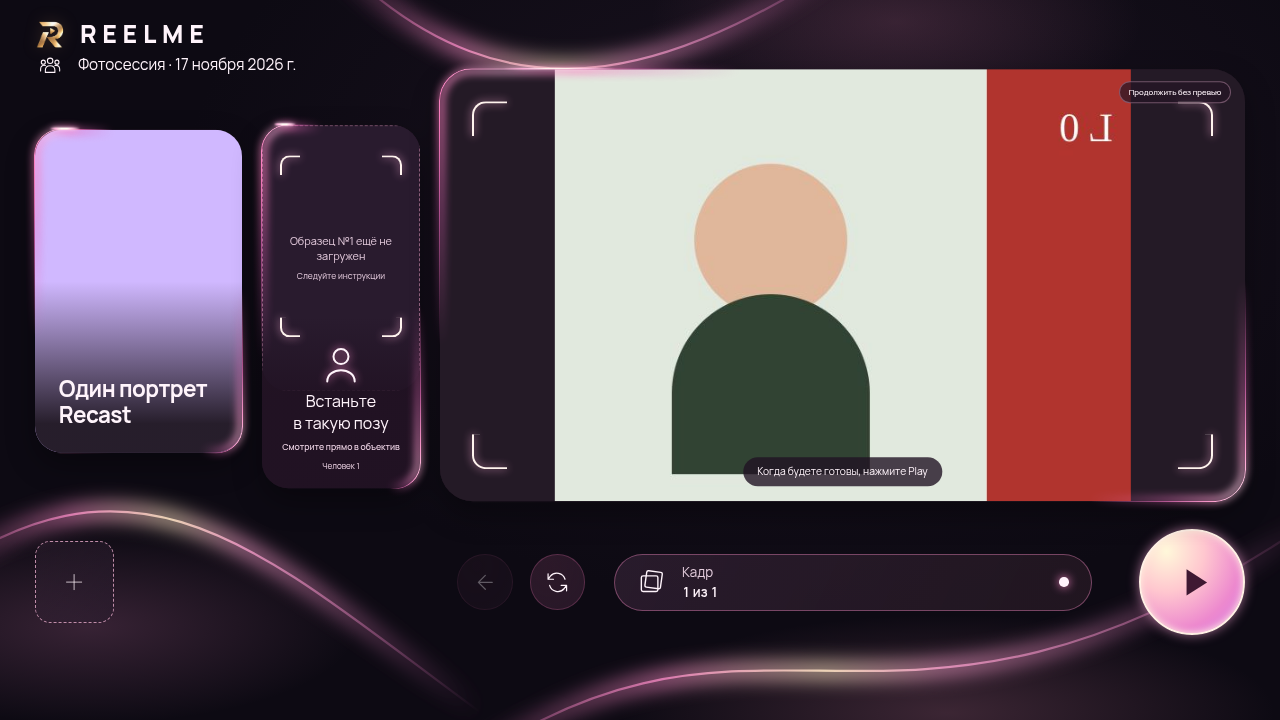 REELME
Фотосессия · 17 ноября 2026 г.
Продолжить без превью
0 L
Образец №1 ещё не
загружен
Следуйте инструкции
Один портрет
Recast
Встаньте
в такую позу
Смотрите прямо в объектив
Человек 1
Когда будете готовы, нажмите Play
Кадр
1 из 1